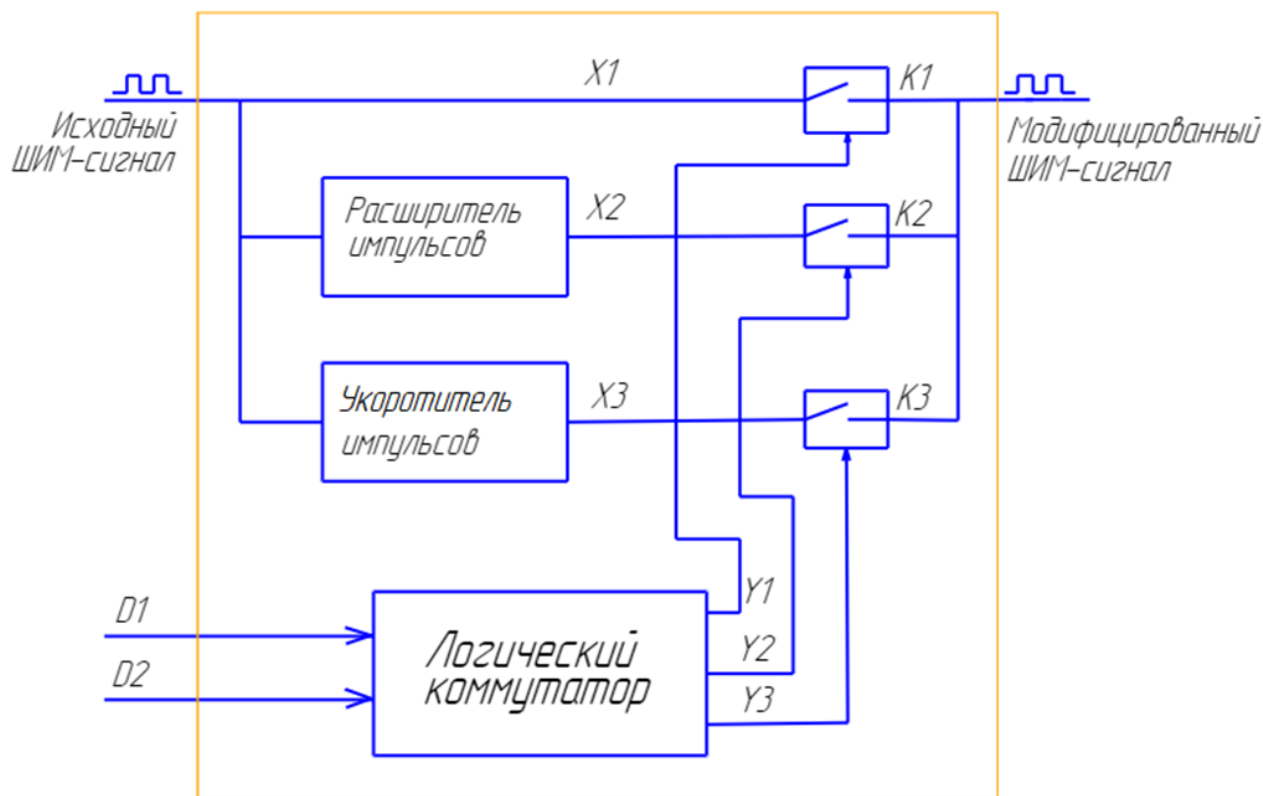 X1
K1
Исходный
ШИМ-сигнал
Модифицированный
ШИМ-сигнал
Расширитель
импульсов
X2
K2
Укоротитель
импульсов
X3
K3
D1
D2
Логический
коммутатор
Y1
Y2
Y3